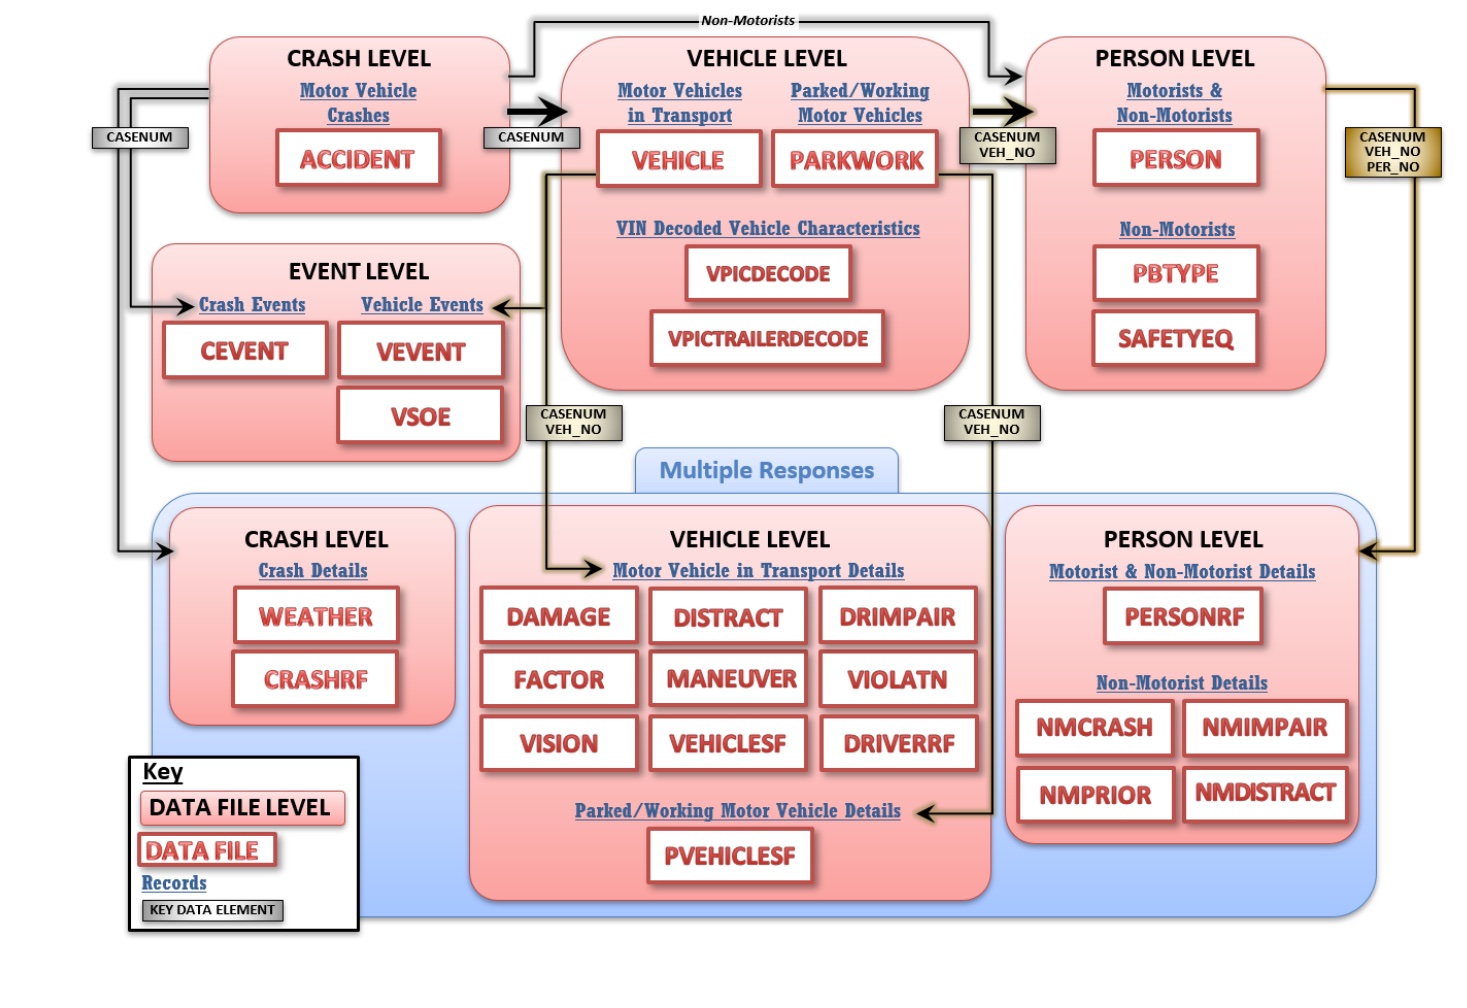 Non-Motorists
CRASH LEVEL
Motor Vehicle
Crashes
ACCIDENT
CASENUM
CASENUM
VEHICLE LEVEL
Motor Vehicles
in Transport
VEHICLE
Parked/Working
Motor Vehicles
PARKWORK
VIN Decoded Vehicle Characteristics
VPICDECODE
VPICTRAILERDECODE
CASENUM
VEH_NO
PERSON LEVEL
Motorists &
Non-Motorists
PERSON
Non-Motorists
PBTYPE
SAFETYEQ
CASENUM
VEH_NO
PER_NO
EVENT LEVEL
Crash Events
CEVENT
Vehicle Events
VEVENT
VSOE
CASENUM
VEH_NO
CASENUM
VEH_NO
Multiple Responses
CRASH LEVEL
Crash Details
WEATHER
CRASHRF
VEHICLE LEVEL
Motor Vehicle in Transport Details
DAMAGE
DISTRACT
DRIMPAIR
FACTOR
MANEUVER
VIOLATN
VISION
VEHICLESF
DRIVERRF
Parked/Working Motor Vehicle Details
PVEHICLESF
PERSON LEVEL
Motorist & Non-Motorist Details
PERSONRF
Non-Motorist Details
NMCRASH
NMIMPAIR
NMPRIOR
NMDISTRACT
Key
DATA FILE LEVEL
DATA FILE
Records
KEY DATA ELEMENT